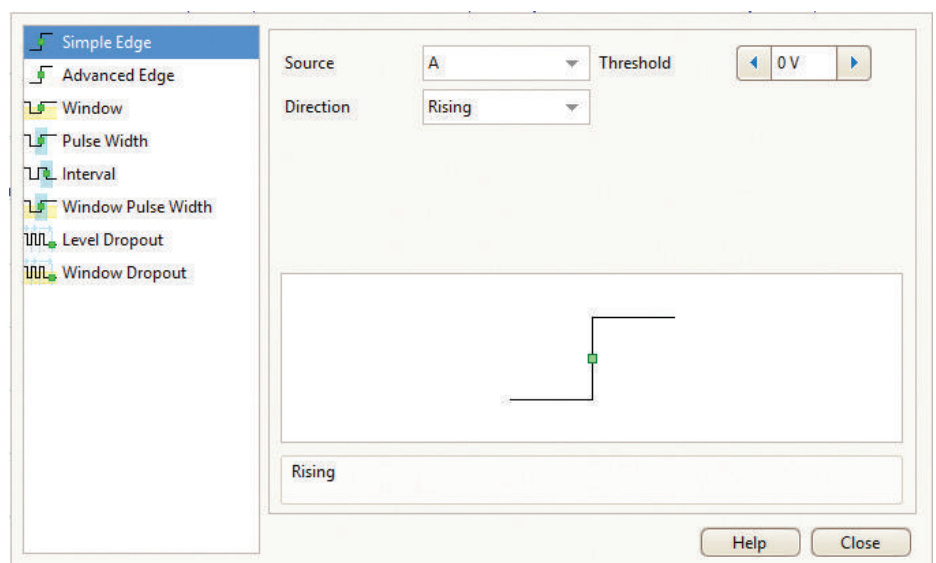 Simple Edge
Advanced Edge
Window
Pulse Width
Interval
Window Pulse Width
Level Dropout
Window Dropout
Source A Threshold 0 V
Direction Rising
Rising
Help Close